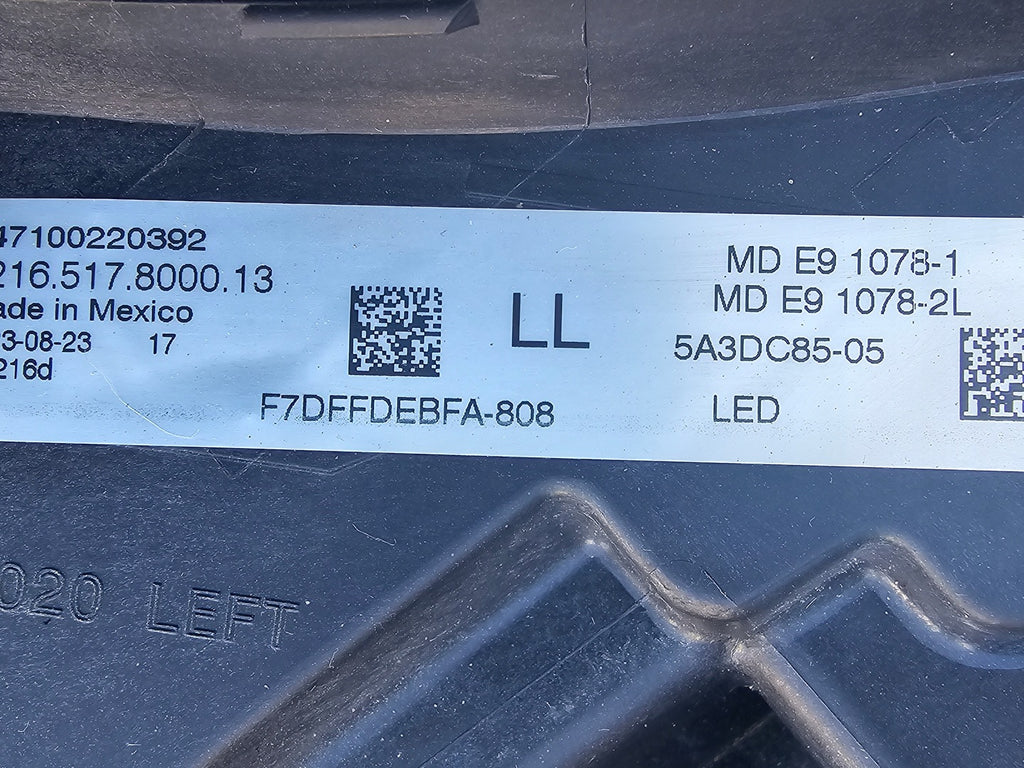 47100220392
216.517.8000.13
ade in Mexico
3-08-23 17
216d
F7DFFDEBFA-808
LL
MD E9 1078-1
MD E9 1078-2L
5A3DC85-05
LED
020 LEFT